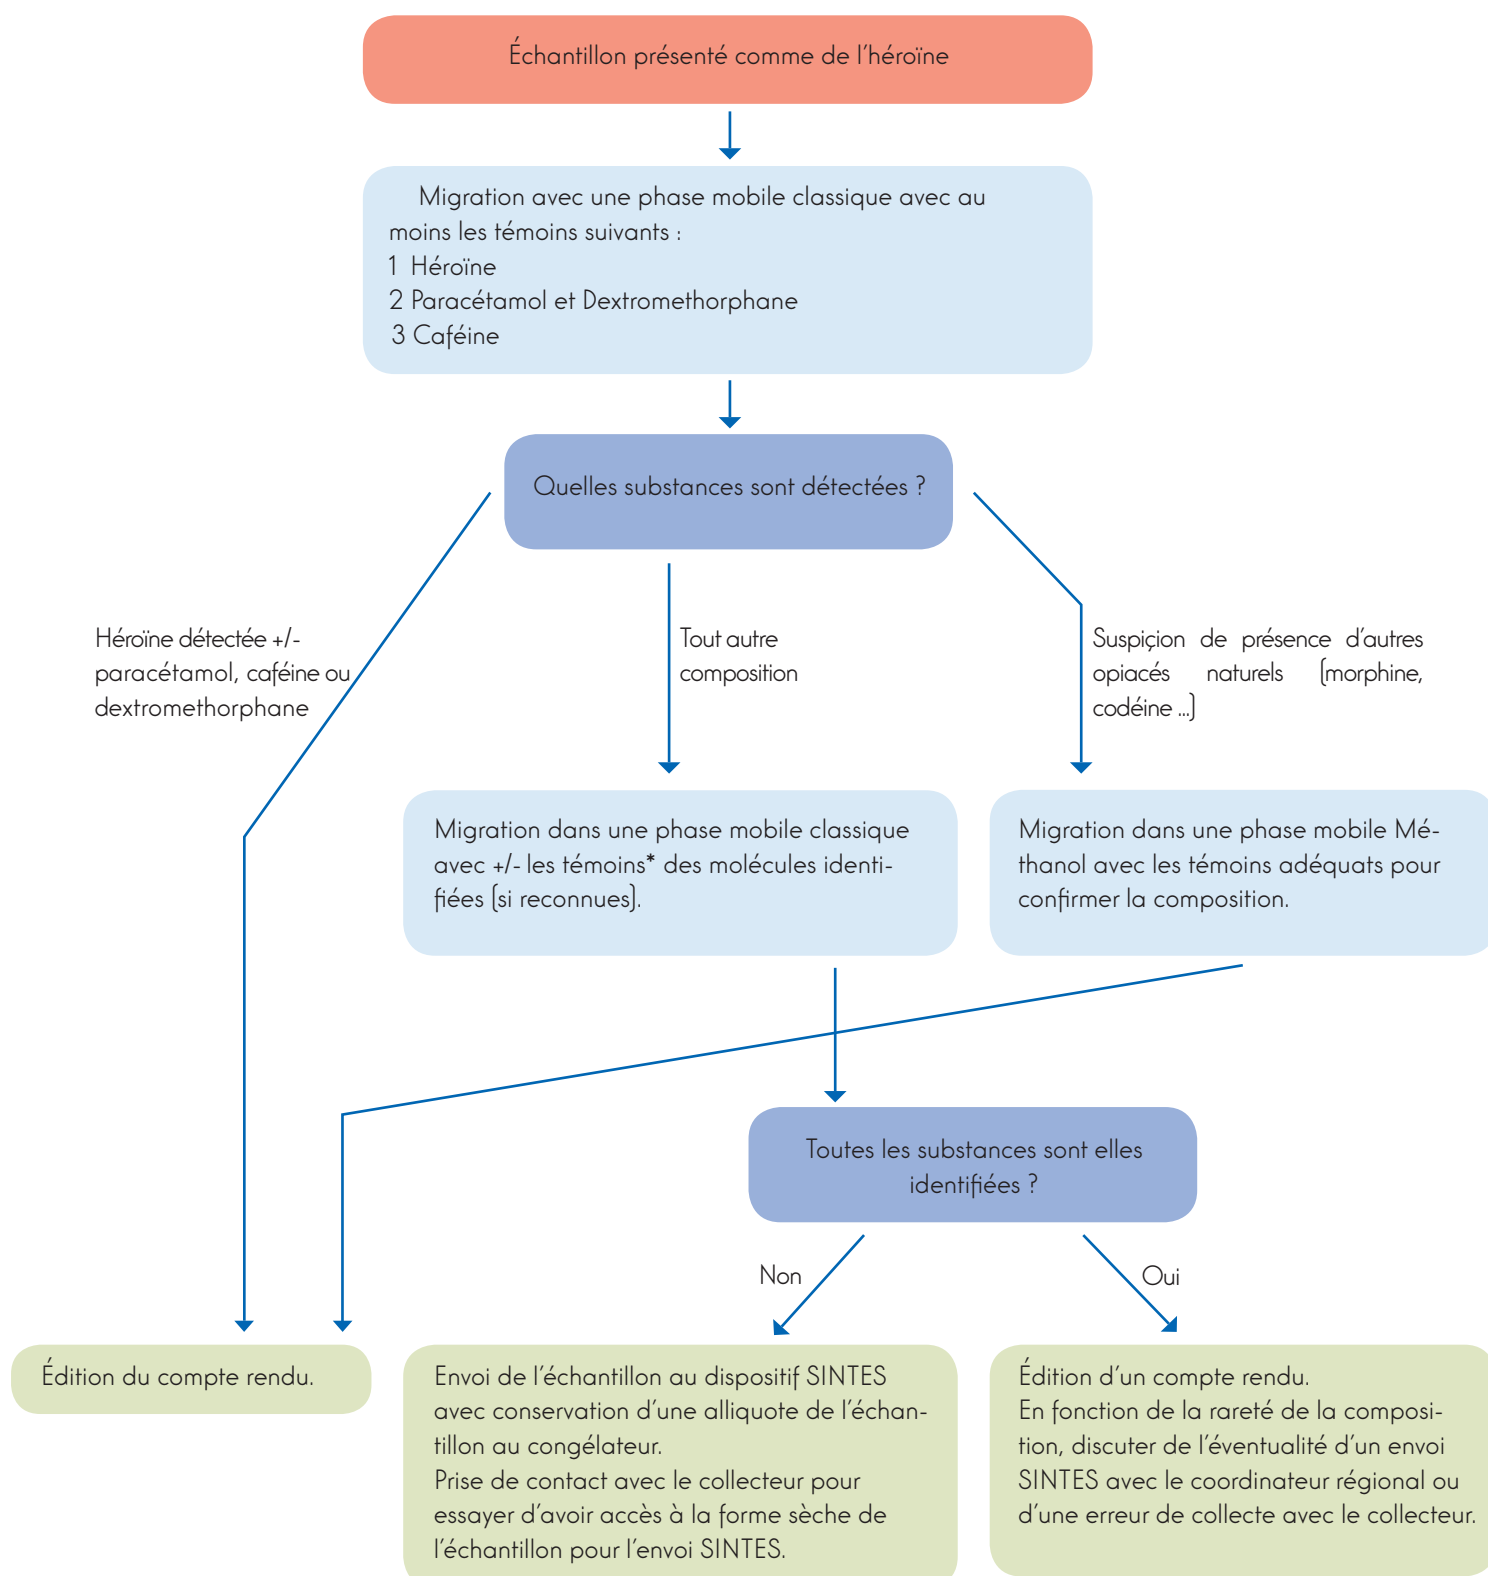 Échantillon présenté comme de l'héroïne
Migration avec une phase mobile classique avec au
moins les témoins suivants :
1 Héroïne
2 Paracétamol et Dextromethorphane
3 Caféine
Quelles substances sont détectées ?
Héroïne détectée +/-
paracétamol, caféine ou
dextromethorphane
Tout autre
composition
Suspiçion de présence d'autres
opiacés naturels (morphine,
codéine ...)
Migration dans une phase mobile classique
avec +/- les témoins* des molécules identi-
fiées (si reconnues).
Migration dans une phase mobile Mé-
thanol avec les témoins adéquats pour
confirmer la composition.
Toutes les substances sont elles
identifiées ?
Non
Oui
Édition du compte rendu.
Envoi de l'échantillon au dispositif SINTES
avec conservation d'une alliquote de l'échan-
tillon au congélateur.
Prise de contact avec le collecteur pour
essayer d'avoir accès à la forme sèche de
l'échantillon pour l'envoi SINTES.
Édition d'un compte rendu.
En fonction de la rareté de la composi-
tion, discuter de l'éventualité d'un envoi
SINTES avec le coordinateur régional ou
d'une erreur de collecte avec le collecteur.